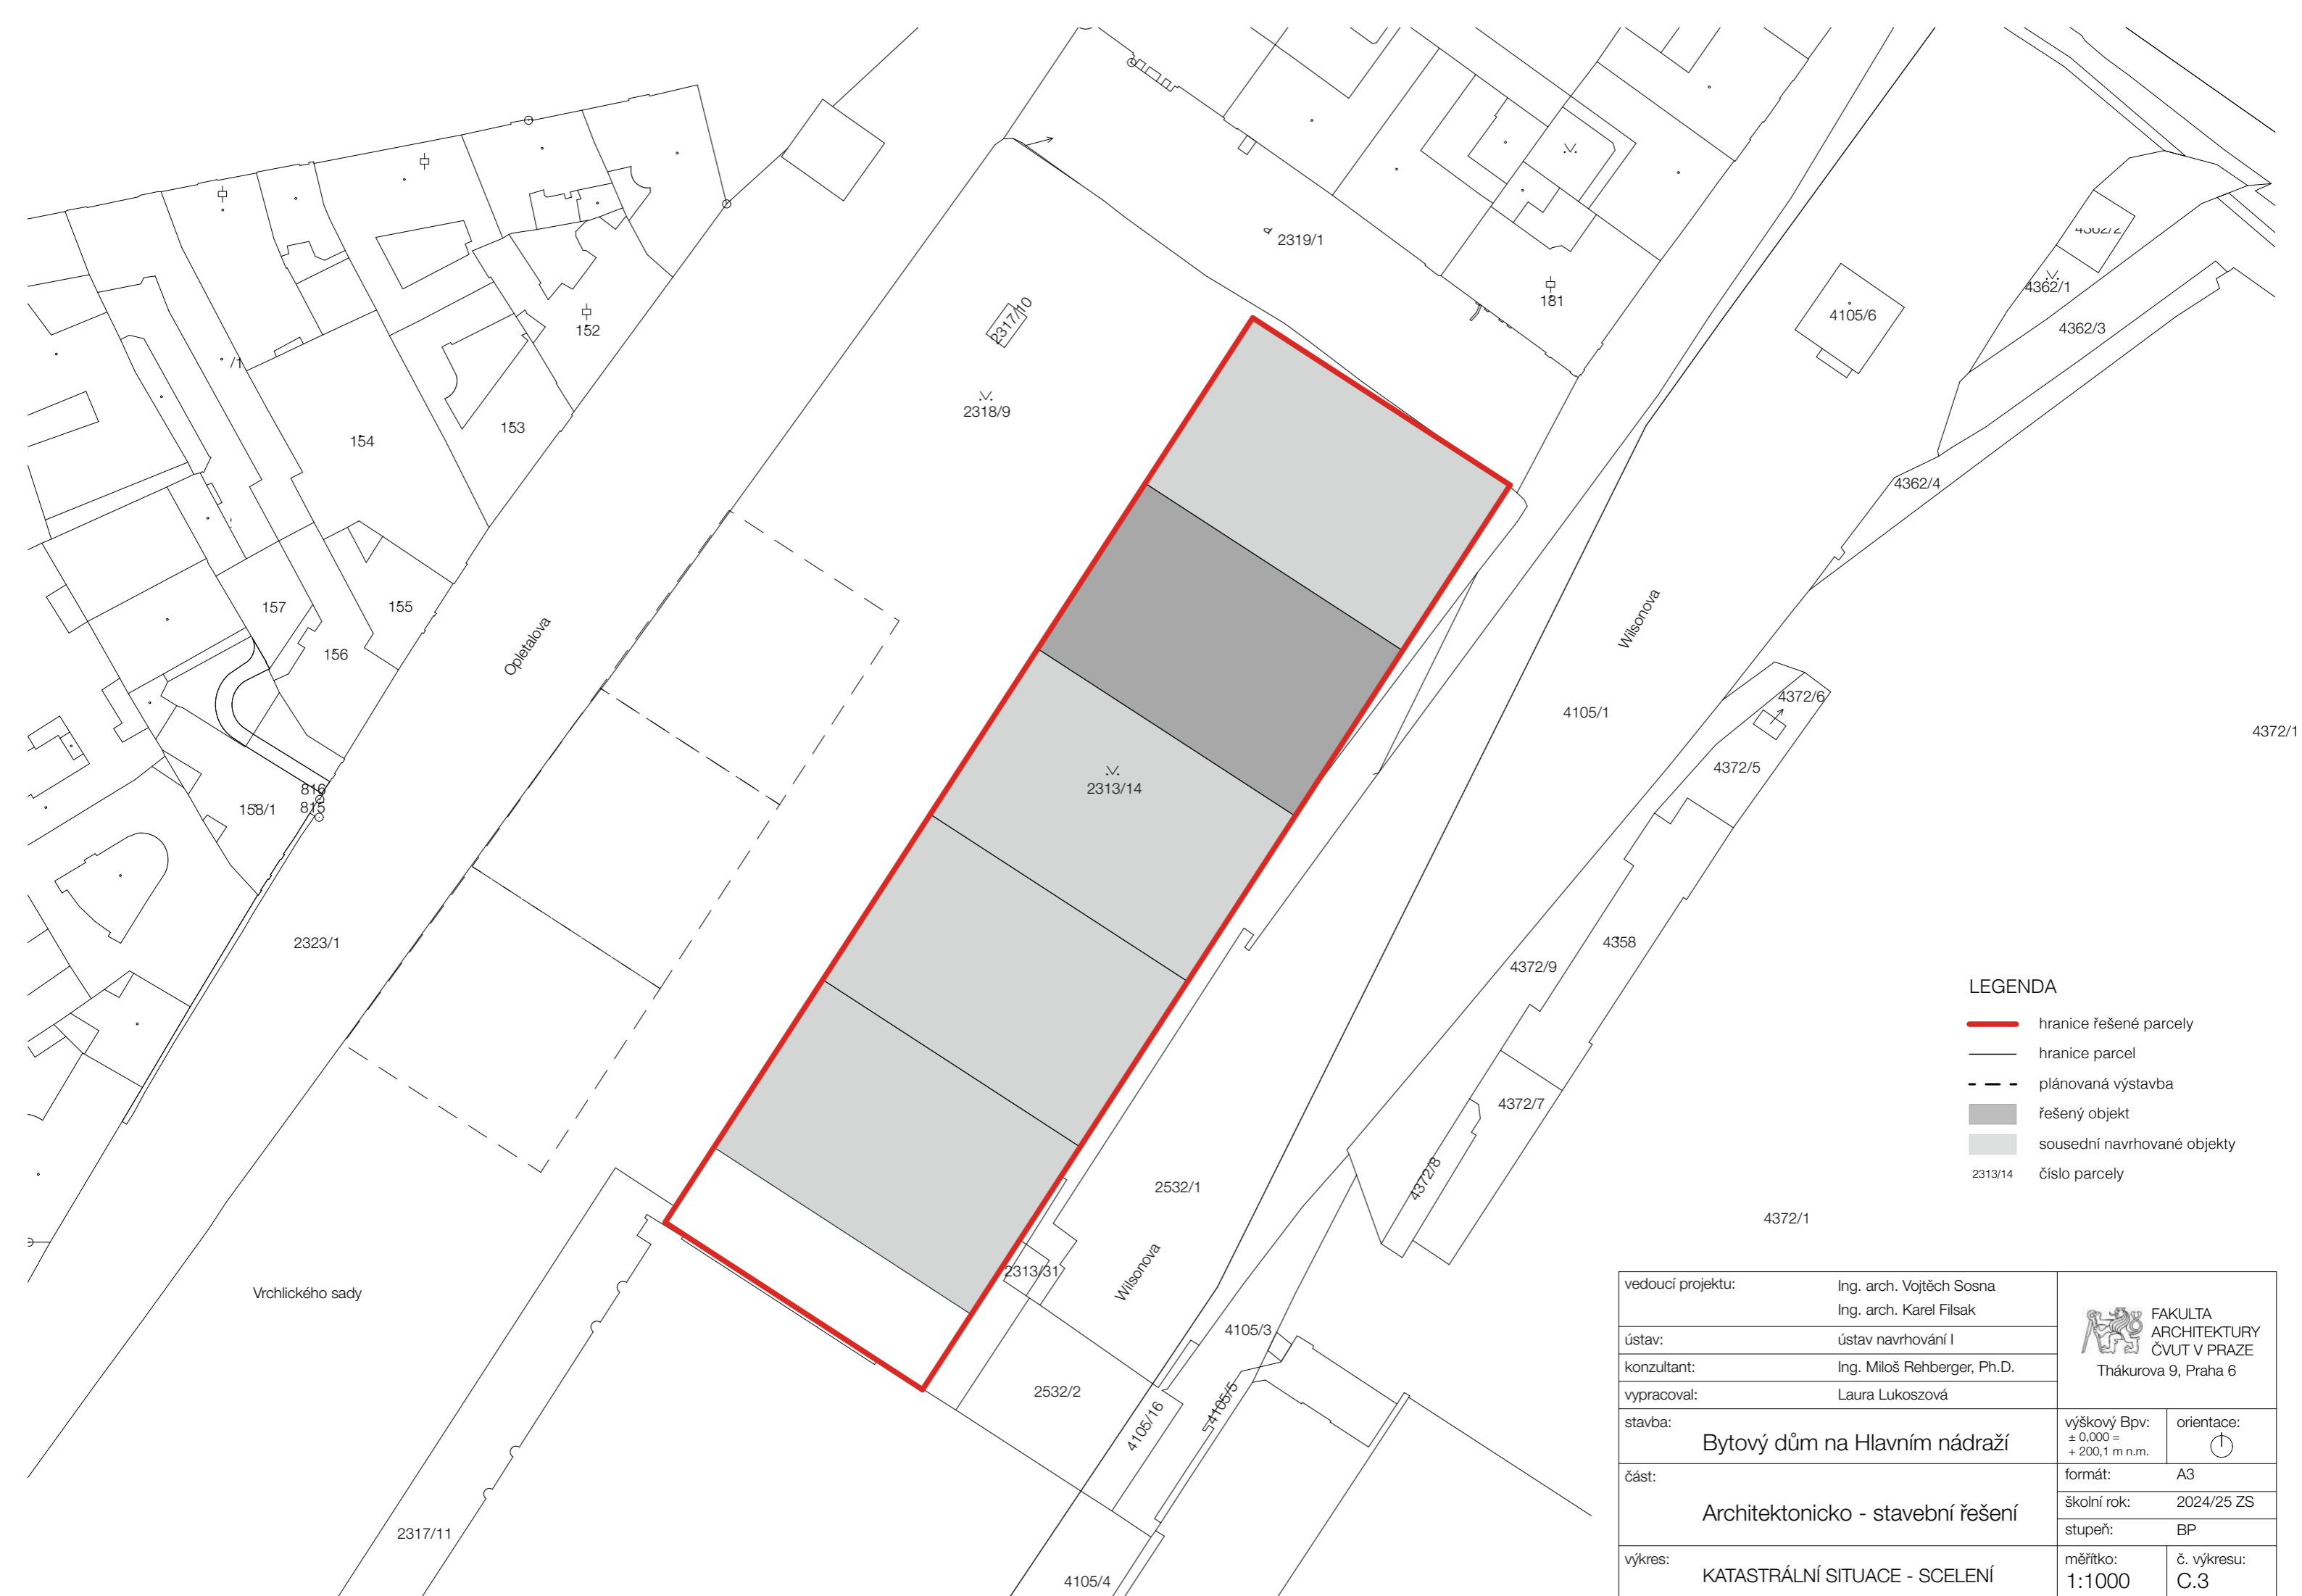 2319/1
181
4362/2
4362/1
4105/6
4362/3
152
2317/10
2318/9
153
154
/1
4362/4
157
155
156
Opletalova
Wilsonova
4372/6
4105/1
4372/1
4372/5
2313/14
816
815
158/1
2323/1
4358
4372/9
4372/7
4372/8
2532/1
4372/1
Wilsonova
2313/31
Vrchlického sady
4105/3
2532/2
4105/5
4105/16
2317/11
4105/4
LEGENDA
hranice řešené parcely
hranice parcel
plánovaná výstavba
řešený objekt
sousední navrhované objekty
2313/14 číslo parcely
vedoucí projektu: Ing. arch. Vojtěch Sosna
Ing. arch. Karel Filsak
ústav: ústav navrhování I
konzultant: Ing. Miloš Rehberger, Ph.D.
vypracoval: Laura Lukoszová
FAKULTA
ARCHITEKTURY
ČVUT V PRAZE
Thákurova 9, Praha 6
stavba: Bytový dům na Hlavním nádraží
výškový Bpv:
± 0,000 =
+ 200,1 m n.m.
orientace:
část: Architektonicko - stavební řešení
formát: A3
školní rok: 2024/25 ZS
stupeň: BP
výkres: KATASTRÁLNÍ SITUACE - SCELENÍ
měřítko:
1:1000
č. výkresu:
C.3